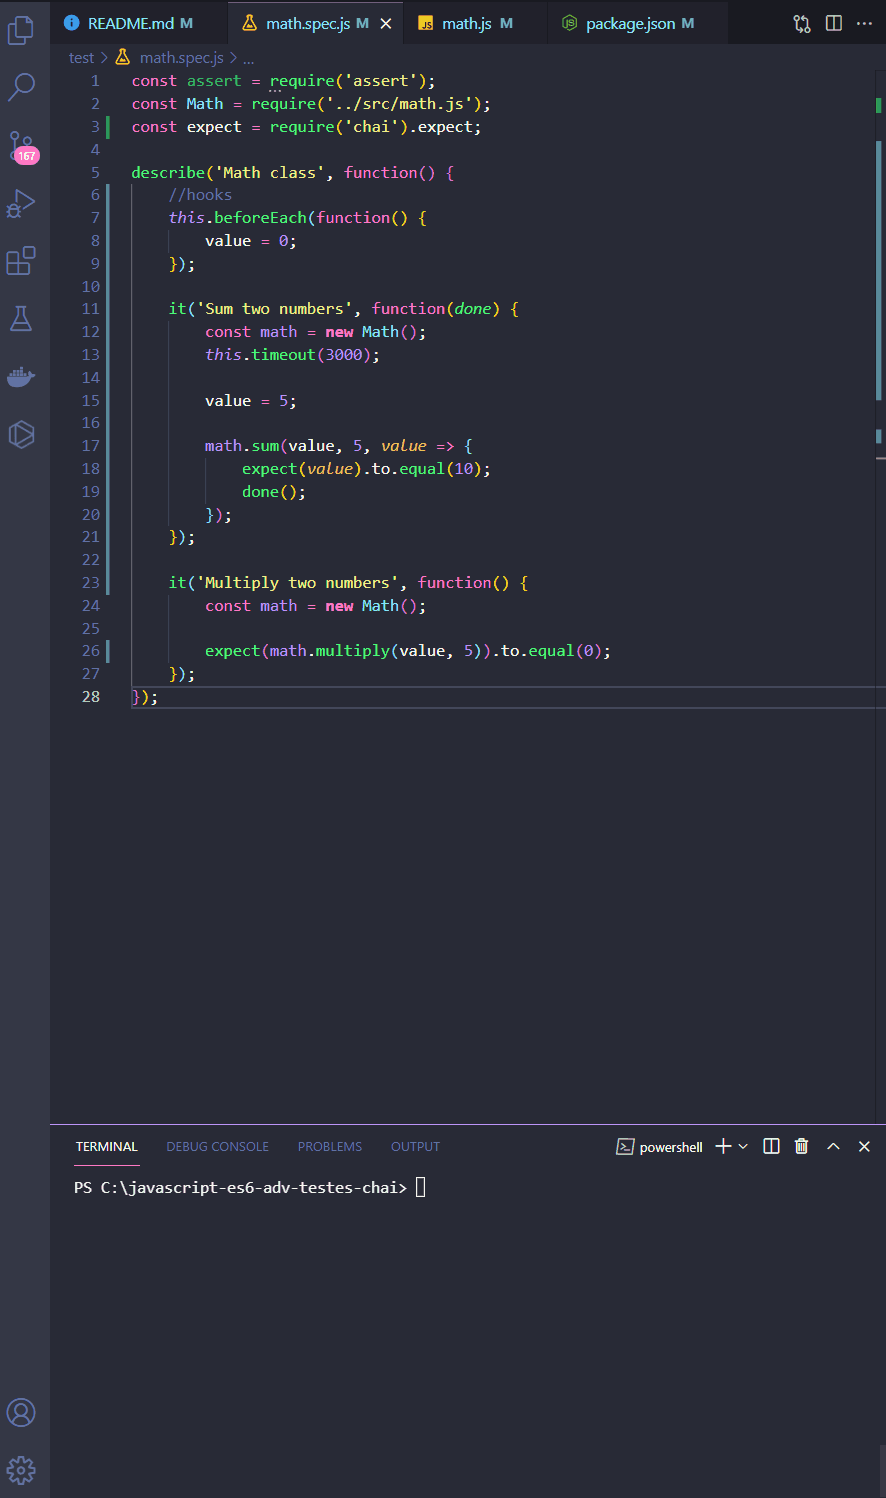 README.md M
math.spec.js M
JS math.js M
package.json M
test > math.spec.js > ...
167
1 const assert = require('assert');
2 const Math = require('../src/math.js');
3 const expect = require('chai').expect;
4
5 describe('Math class', function() {
6 //hooks
7 this.beforeEach(function() {
8 value = 0;
9 });
10
11 it('Sum two numbers', function(done) {
12 const math = new Math();
13 this.timeout(3000);
14
15 value = 5;
16
17 math.sum(value, 5, value => {
18 expect(value).to.equal(10);
19 done();
20 });
21 });
22
23 it('Multiply two numbers', function() {
24 const math = new Math();
25
26 expect(math.multiply(value, 5)).to.equal(0);
27 });
28 });
TERMINAL DEBUG CONSOLE PROBLEMS OUTPUT powershell
PS C:\javascript-es6-adv-testes-chai>